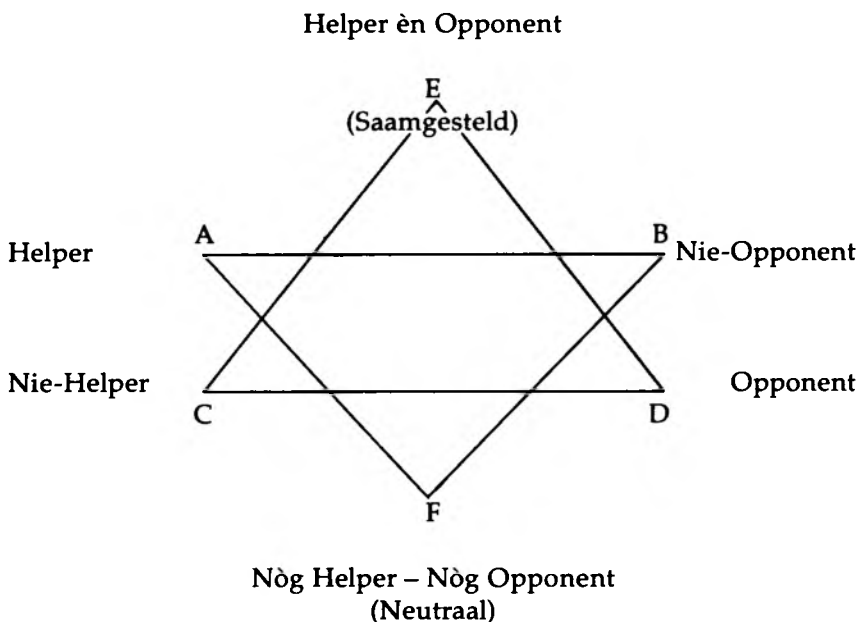 Helper èn Opponent
E
(Saamgesteld)
A B
Helper Nie-Opponent
Nie-Helper Opponent
C D
F
Nòg Helper – Nòg Opponent
(Neutraal)